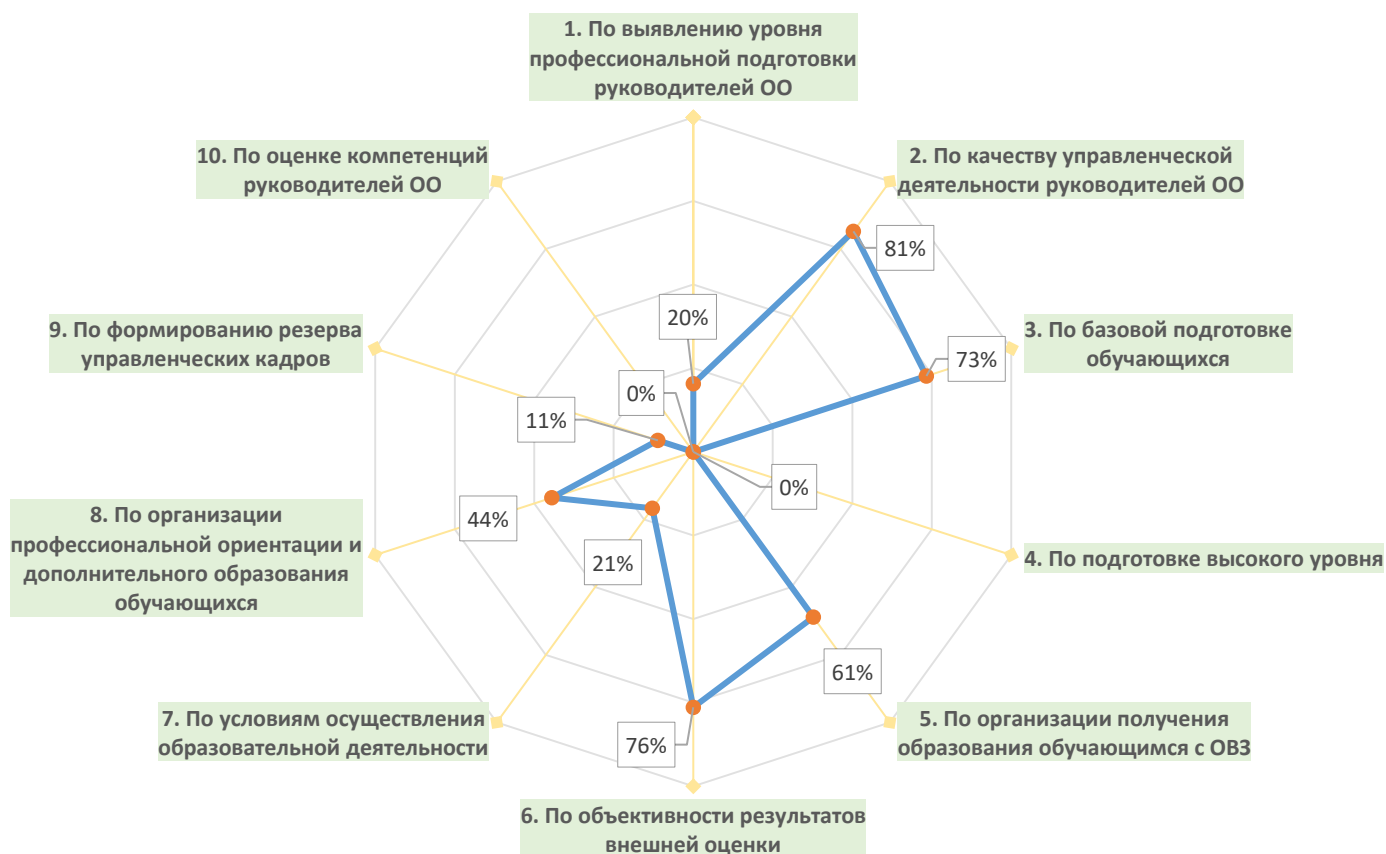 1. По выявлению уровня
профессиональной подготовки
руководителей ОО
2. По качеству управленческой
деятельности руководителей ОО
3. По базовой подготовке
обучающихся
4. По подготовке высокого уровня
5. По организации получения
образования обучающимся с ОВЗ
6. По объективности результатов
внешней оценки
7. По условиям осуществления
образовательной деятельности
8. По организации
профессиональной ориентации и
дополнительного образования
обучающихся
9. По формированию резерва
управленческих кадров
10. По оценке компетенций
руководителей ОО
20%
81%
73%
0%
61%
76%
21%
44%
11%
0%